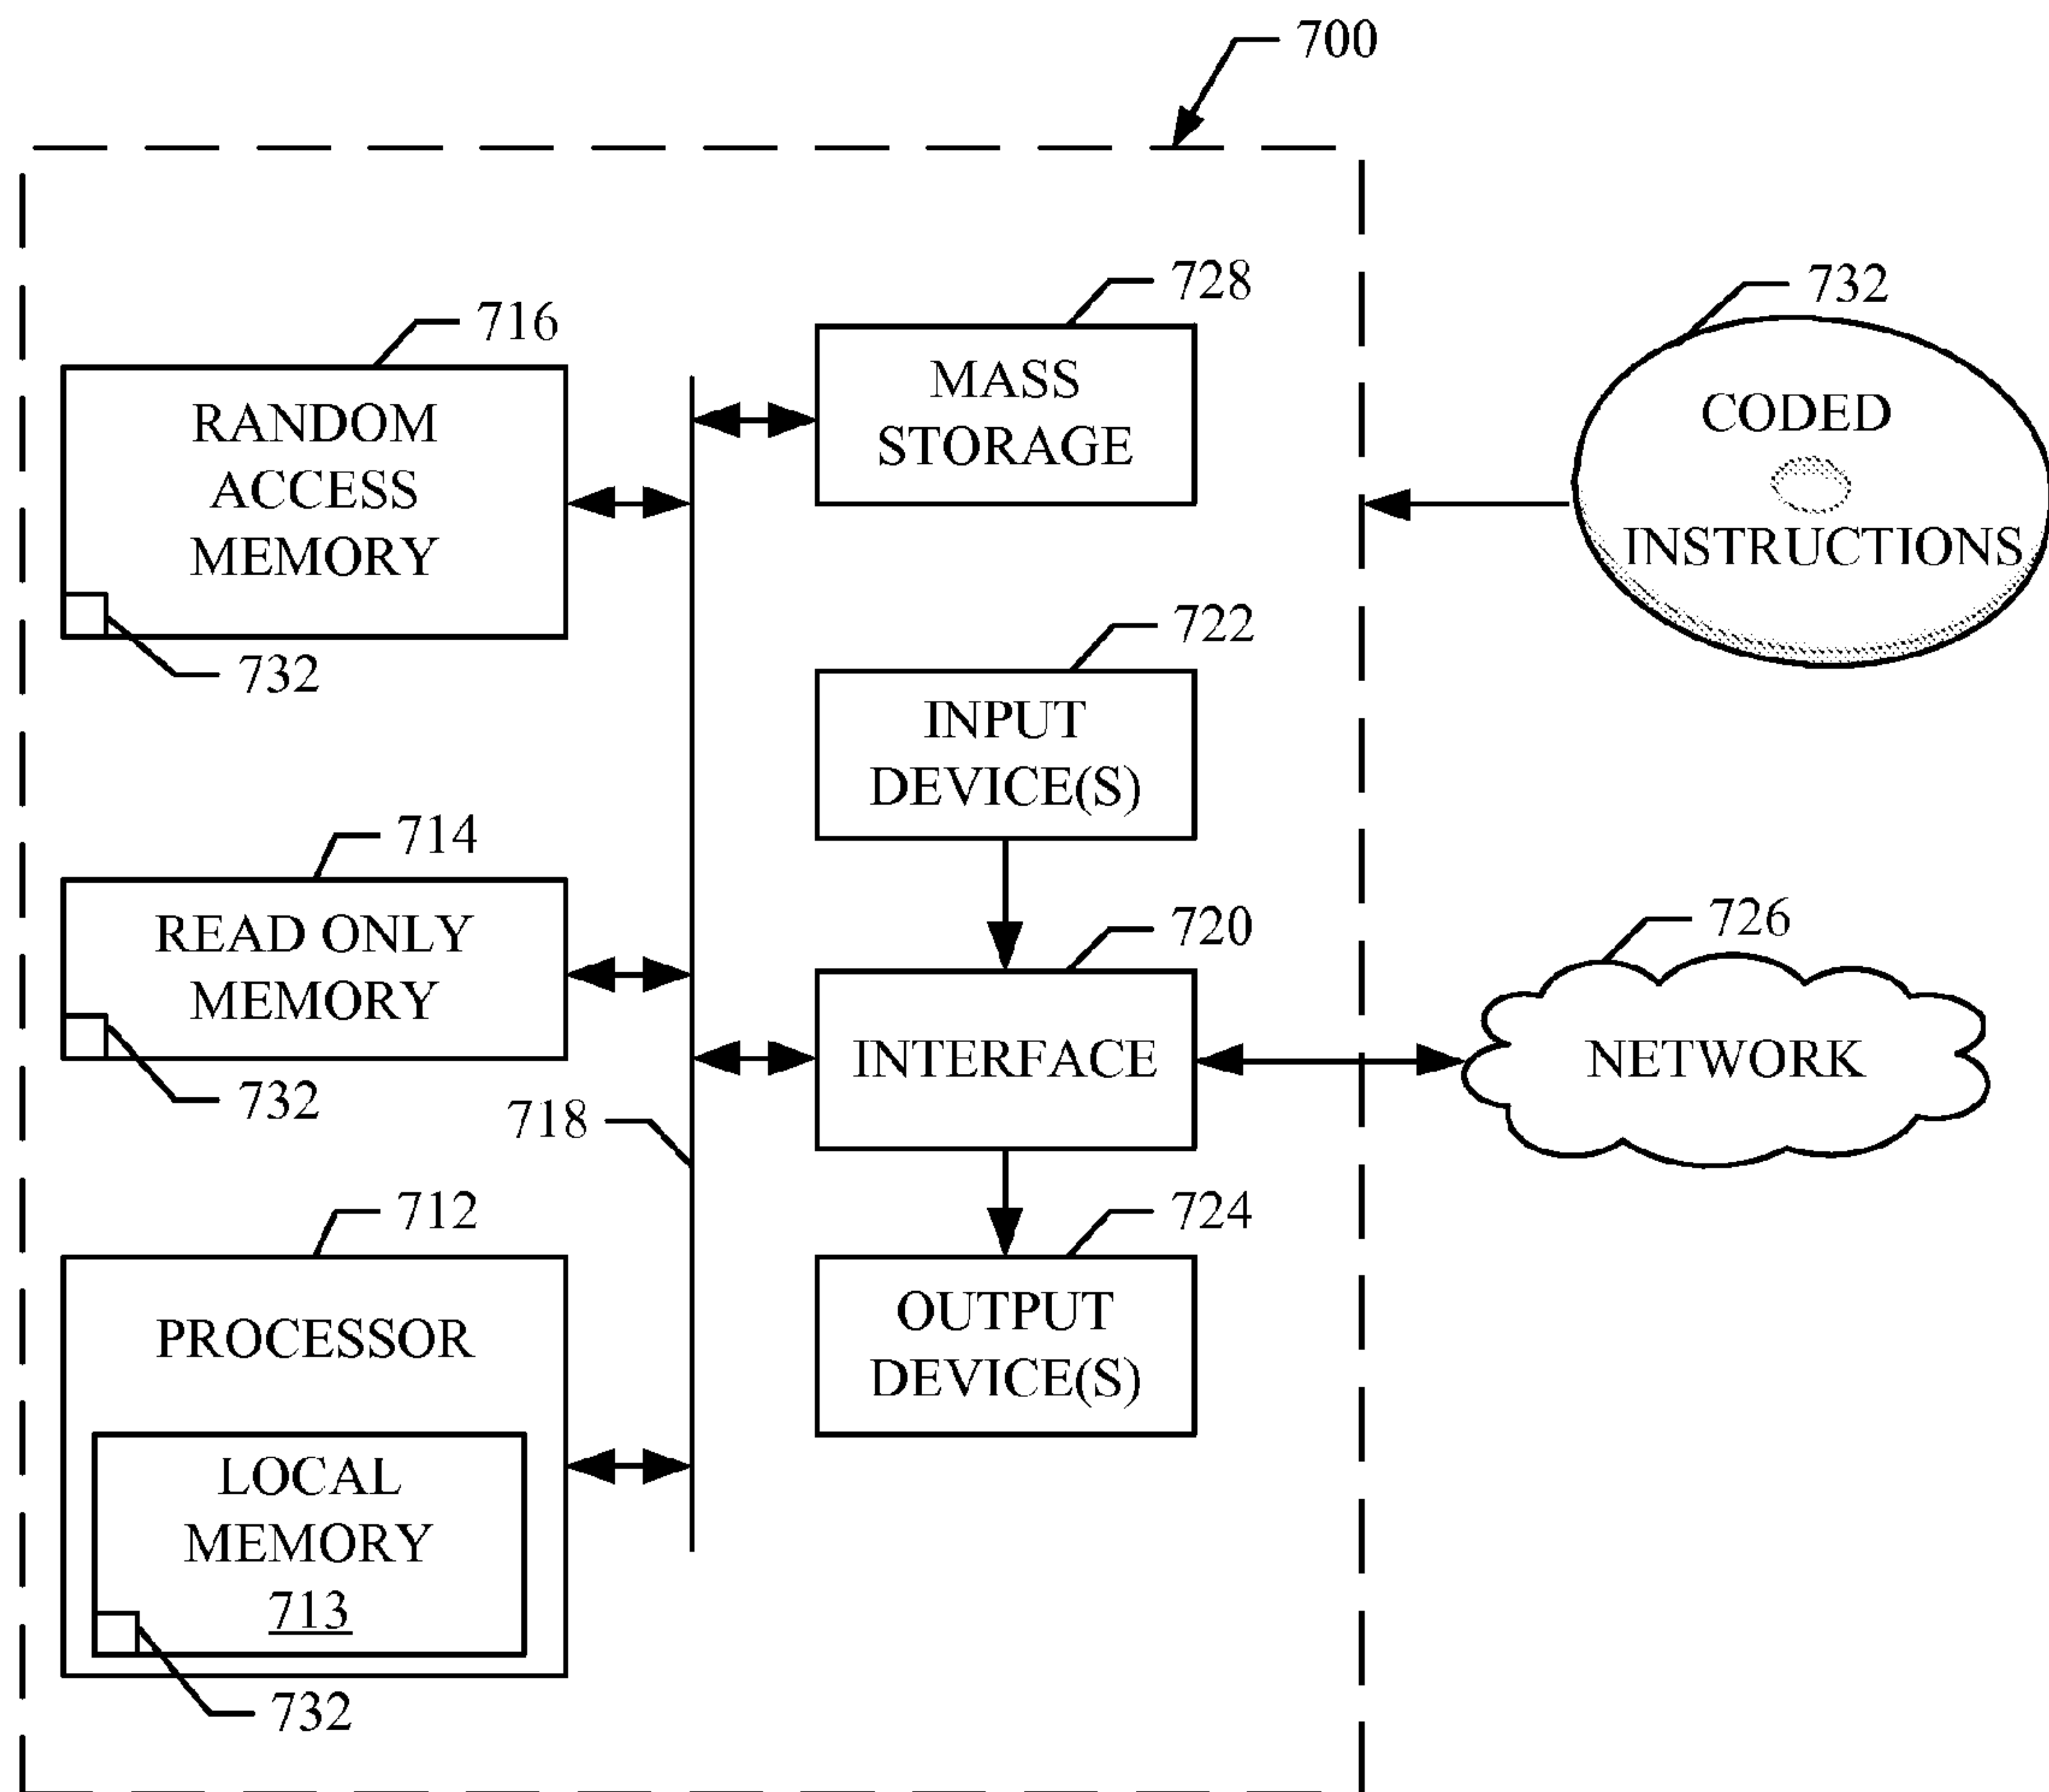 700
716
RANDOM
ACCESS
MEMORY
732
728
MASS
STORAGE
732
CODED
INSTRUCTIONS
722
INPUT
DEVICE(S)
714
READ ONLY
MEMORY
732
720
INTERFACE
726
NETWORK
718
712
PROCESSOR
LOCAL
MEMORY
713
732
724
OUTPUT
DEVICE(S)